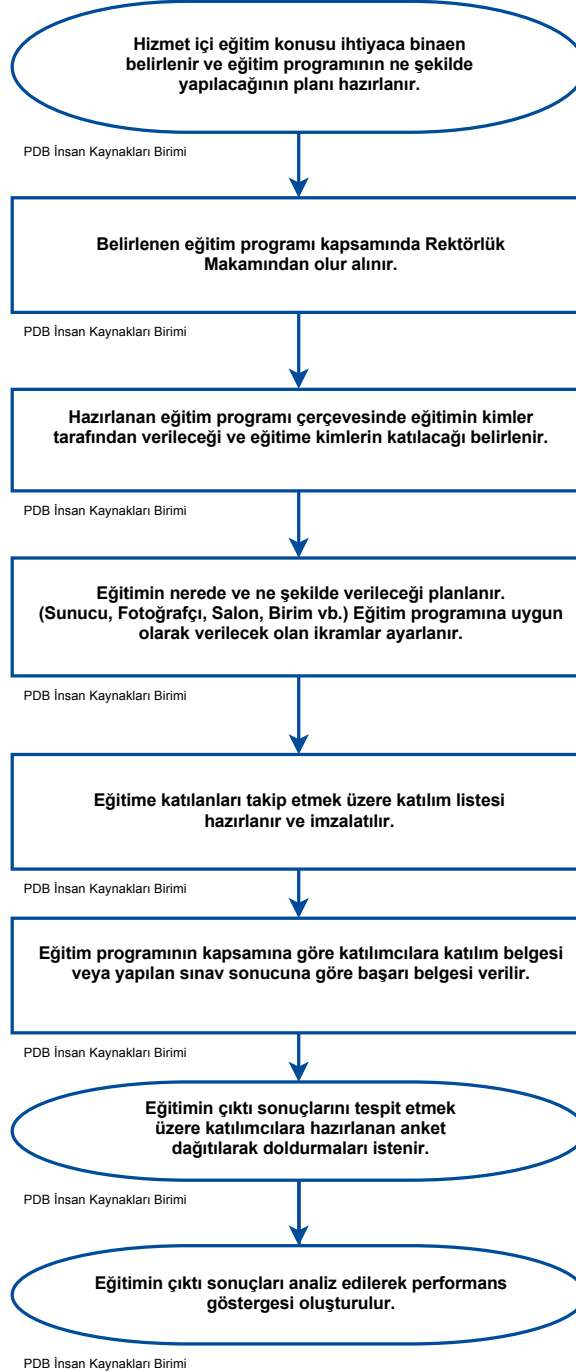 Hizmet içi eğitim konusu ihtiyaca binaen
belirlenir ve eğitim programının ne şekilde
yapılacağının planı hazırlanır.
PDB İnsan Kaynakları Birimi
Belirlenen eğitim programı kapsamında Rektörlük
Makamından olur alınır.
PDB İnsan Kaynakları Birimi
Hazırlanan eğitim programı çerçevesinde eğitimin kimler
tarafından verileceği ve eğitime kimlerin katılacağı belirlenir.
PDB İnsan Kaynakları Birimi
Eğitimin nerede ve ne şekilde verileceği planlanır.
(Sunucu, Fotoğrafçı, Salon, Birim vb.) Eğitim programına uygun
olarak verilecek olan ikramlar ayarlanır.
PDB İnsan Kaynakları Birimi
Eğitime katılanları takip etmek üzere katılım listesi
hazırlanır ve imzalatılır.
PDB İnsan Kaynakları Birimi
Eğitim programının kapsamına göre katılımcılara katılım belgesi
veya yapılan sınav sonucuna göre başarı belgesi verilir.
PDB İnsan Kaynakları Birimi
Eğitimin çıktı sonuçlarını tespit etmek
üzere katılımcılara hazırlanan anket
dağıtılarak doldurmaları istenir.
PDB İnsan Kaynakları Birimi
Eğitimin çıktı sonuçları analiz edilerek performans
göstergesi oluşturulur.
PDB İnsan Kaynakları Birimi